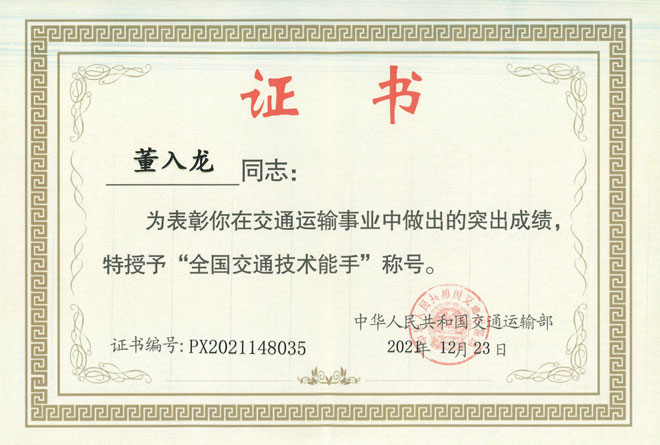 证 书
董入龙同志：
为表彰你在交通运输事业中做出的突出成绩，
特授予“全国交通技术能手”称号。
中华人民共和国交通运输部
证书编号：PX2021148035
2021年 12月 23日